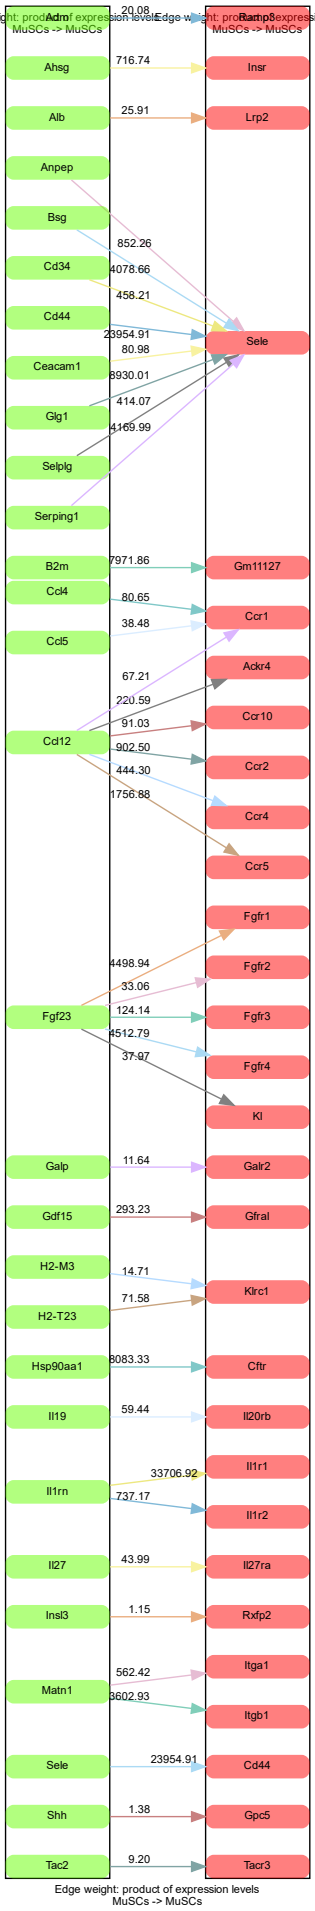 Edge weight: product of expression levels
MuSCs -> MuSCs
Edge weight: product of expression levels
MuSCs -> MuSCs
Adm 20.08 Ramp3
Ahsg 716.74 Insr
Alb 25.91 Lrp2
Anpep
Bsg
852.26
Cd34 4078.66
458.21
Cd44
23954.91 Sele
80.98
Ceacam1
8930.01
Glg1 414.07
4169.99
Selplg
Serping1
B2m 7971.86 Gm11127
Ccl4 80.65
Ccr1
Ccl5 38.48
67.21 Ackr4
220.59
91.03 Ccr10
Ccl12 902.50 Ccr2
444.30
1756.88 Ccr4
Ccr5
Fgfr1
4498.94 Fgfr2
33.06
Fgf23 124.14 Fgfr3
4512.79
37.97 Fgfr4
Kl
Galp 11.64 Galr2
Gdf15 293.23 Gfral
H2-M3 14.71
Klrc1
H2-T23 71.58
Hsp90aa1 8083.33 Cftr
Il19 59.44 Il20rb
33706.92 Il1r1
Il1rn 737.17
Il1r2
Il27 43.99 Il27ra
Insl3 1.15 Rxfp2
562.42 Itga1
Matn1 3602.93
Itgb1
Sele 23954.91 Cd44
Shh 1.38 Gpc5
Tac2 9.20 Tacr3
Edge weight: product of expression levels
MuSCs -> MuSCs